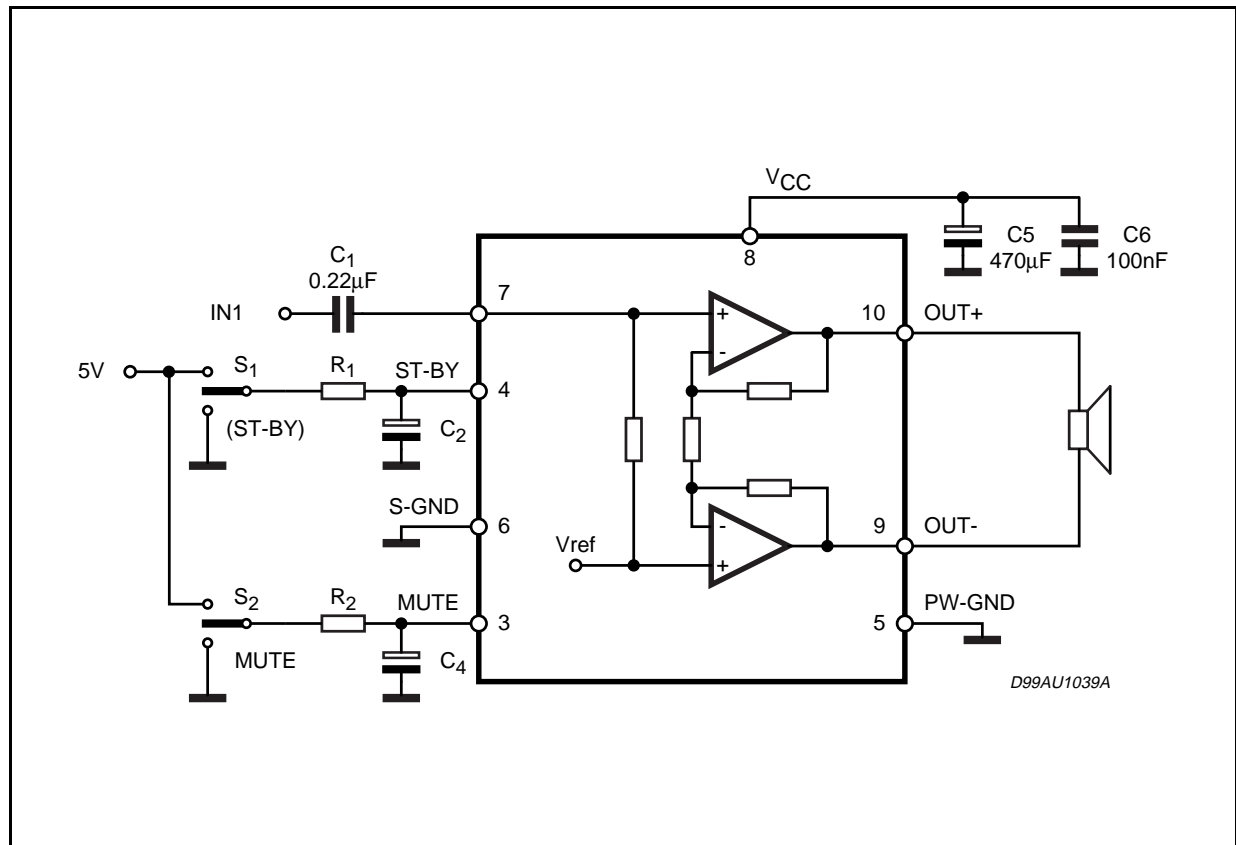 VCC
8
C5
470µF
C6
100nF
C1
0.22µF
IN1
7
+
-
10
OUT+
5V
S1
R1
ST-BY
4
(ST-BY)
C2
S-GND
6
Vref
-
+
9
OUT-
S2
R2
MUTE
3
PW-GND
5
MUTE
C4
D99AU1039A